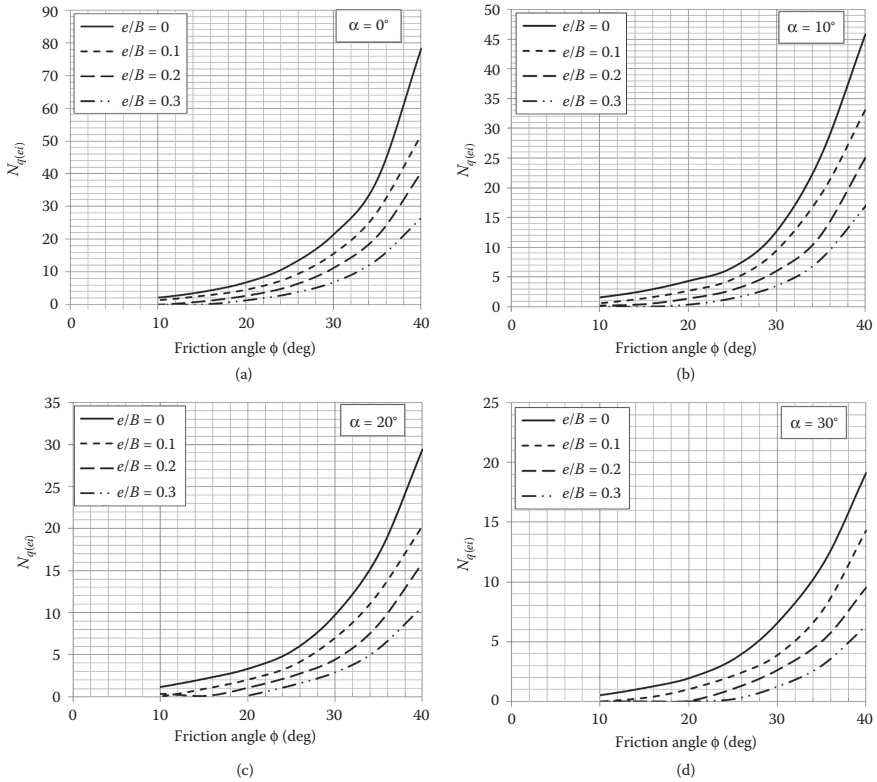 90
80
70
60
50
40
30
20
10
0
N_q(ei)
e/B = 0
e/B = 0.1
e/B = 0.2
e/B = 0.3
α = 0°
0
10
20
30
40
Friction angle ϕ (deg)
(a)
50
45
40
35
30
25
20
15
10
5
0
N_q(ei)
e/B = 0
e/B = 0.1
e/B = 0.2
e/B = 0.3
α = 10°
0
10
20
30
40
Friction angle ϕ (deg)
(b)
35
30
25
20
15
10
5
0
N_q(ei)
e/B = 0
e/B = 0.1
e/B = 0.2
e/B = 0.3
α = 20°
0
10
20
30
40
Friction angle ϕ (deg)
(c)
25
20
15
10
5
0
N_q(ei)
e/B = 0
e/B = 0.1
e/B = 0.2
e/B = 0.3
α = 30°
0
10
20
30
40
Friction angle ϕ (deg)
(d)